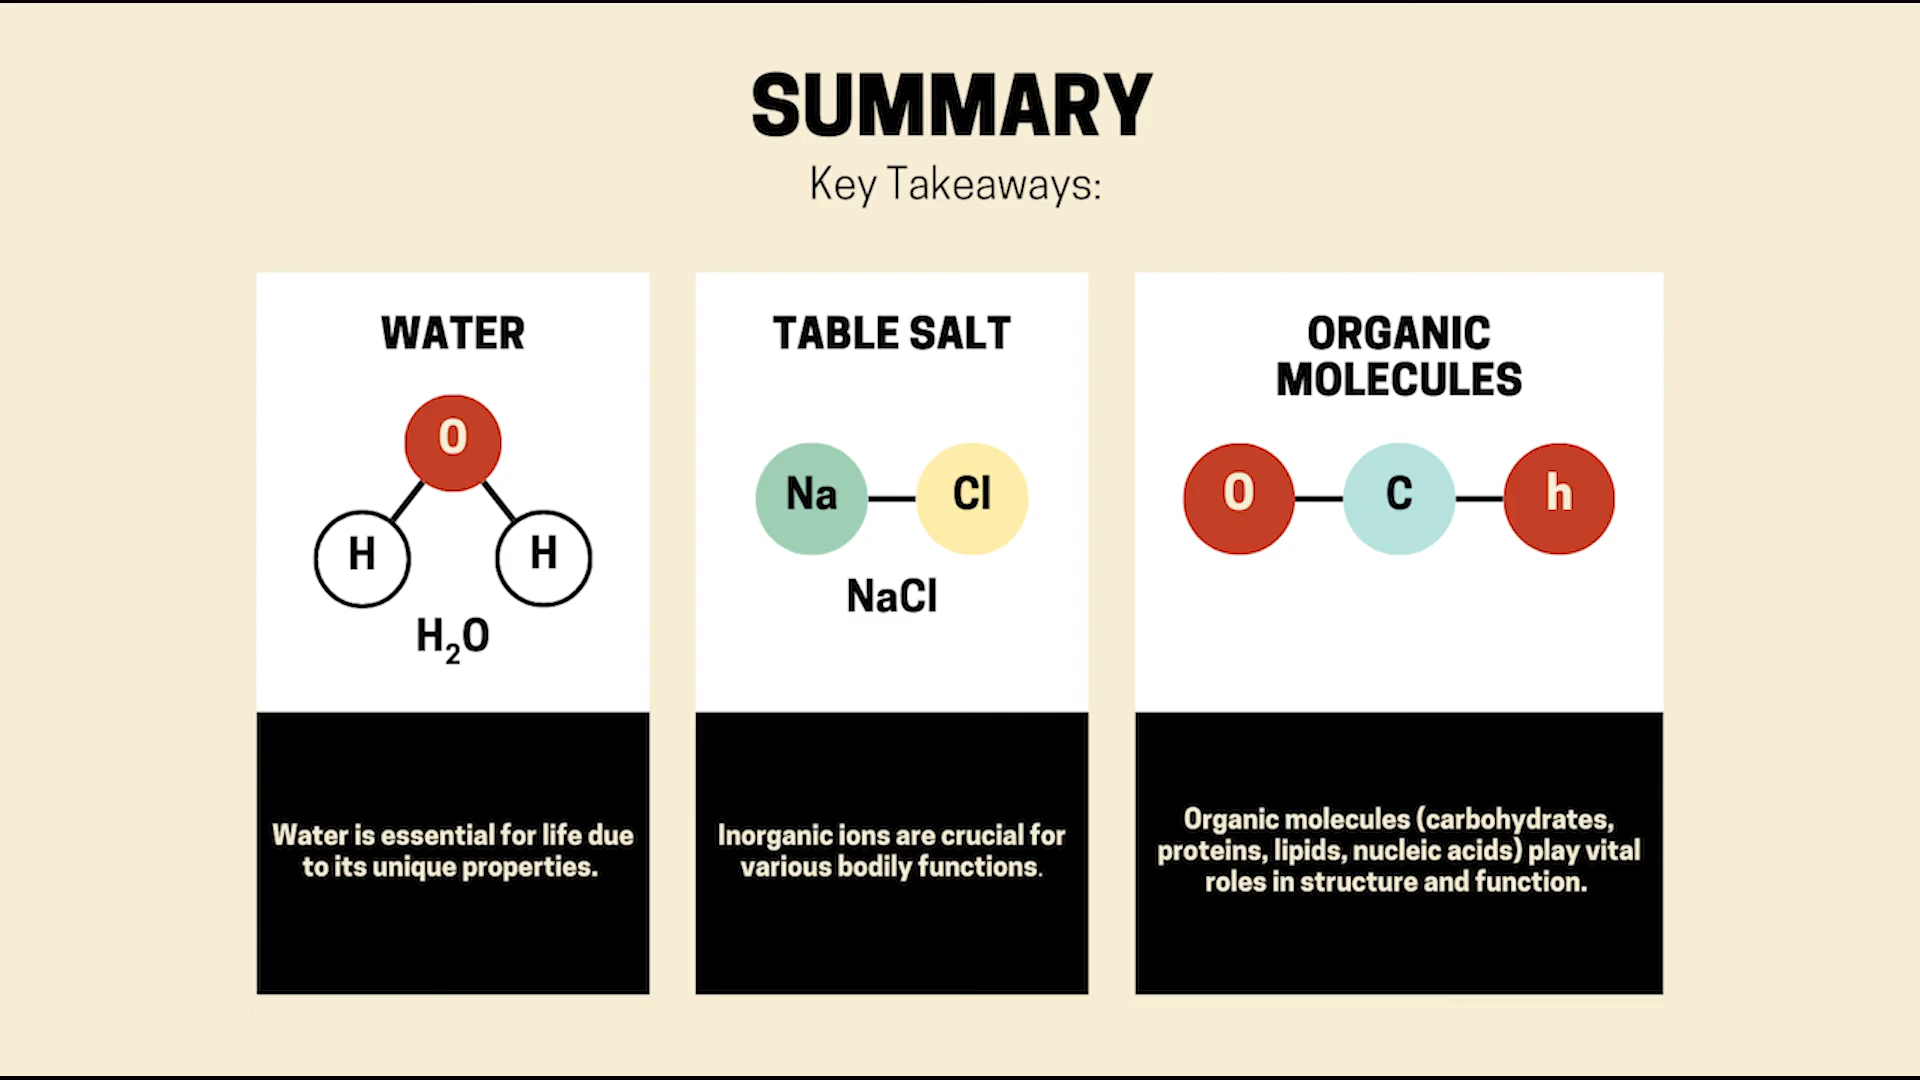 SUMMARY
Key Takeaways:
WATER
O
H
H
H₂O
Water is essential for life due
to its unique properties.
TABLE SALT
Na
Cl
NaCl
Inorganic ions are crucial for
various bodily functions.
ORGANIC
MOLECULES
O
C
h
Organic molecules (carbohydrates,
proteins, lipids, nucleic acids) play vital
roles in structure and function.